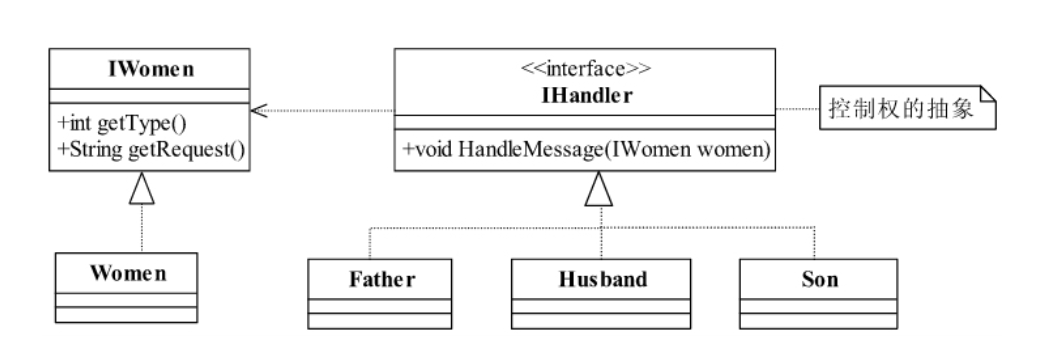 IWomen
+int getType()
+String getRequest()
<<interface>>
IHandler
+void HandleMessage(IWomen women)
控制权的抽象
Women
Father
Husband
Son